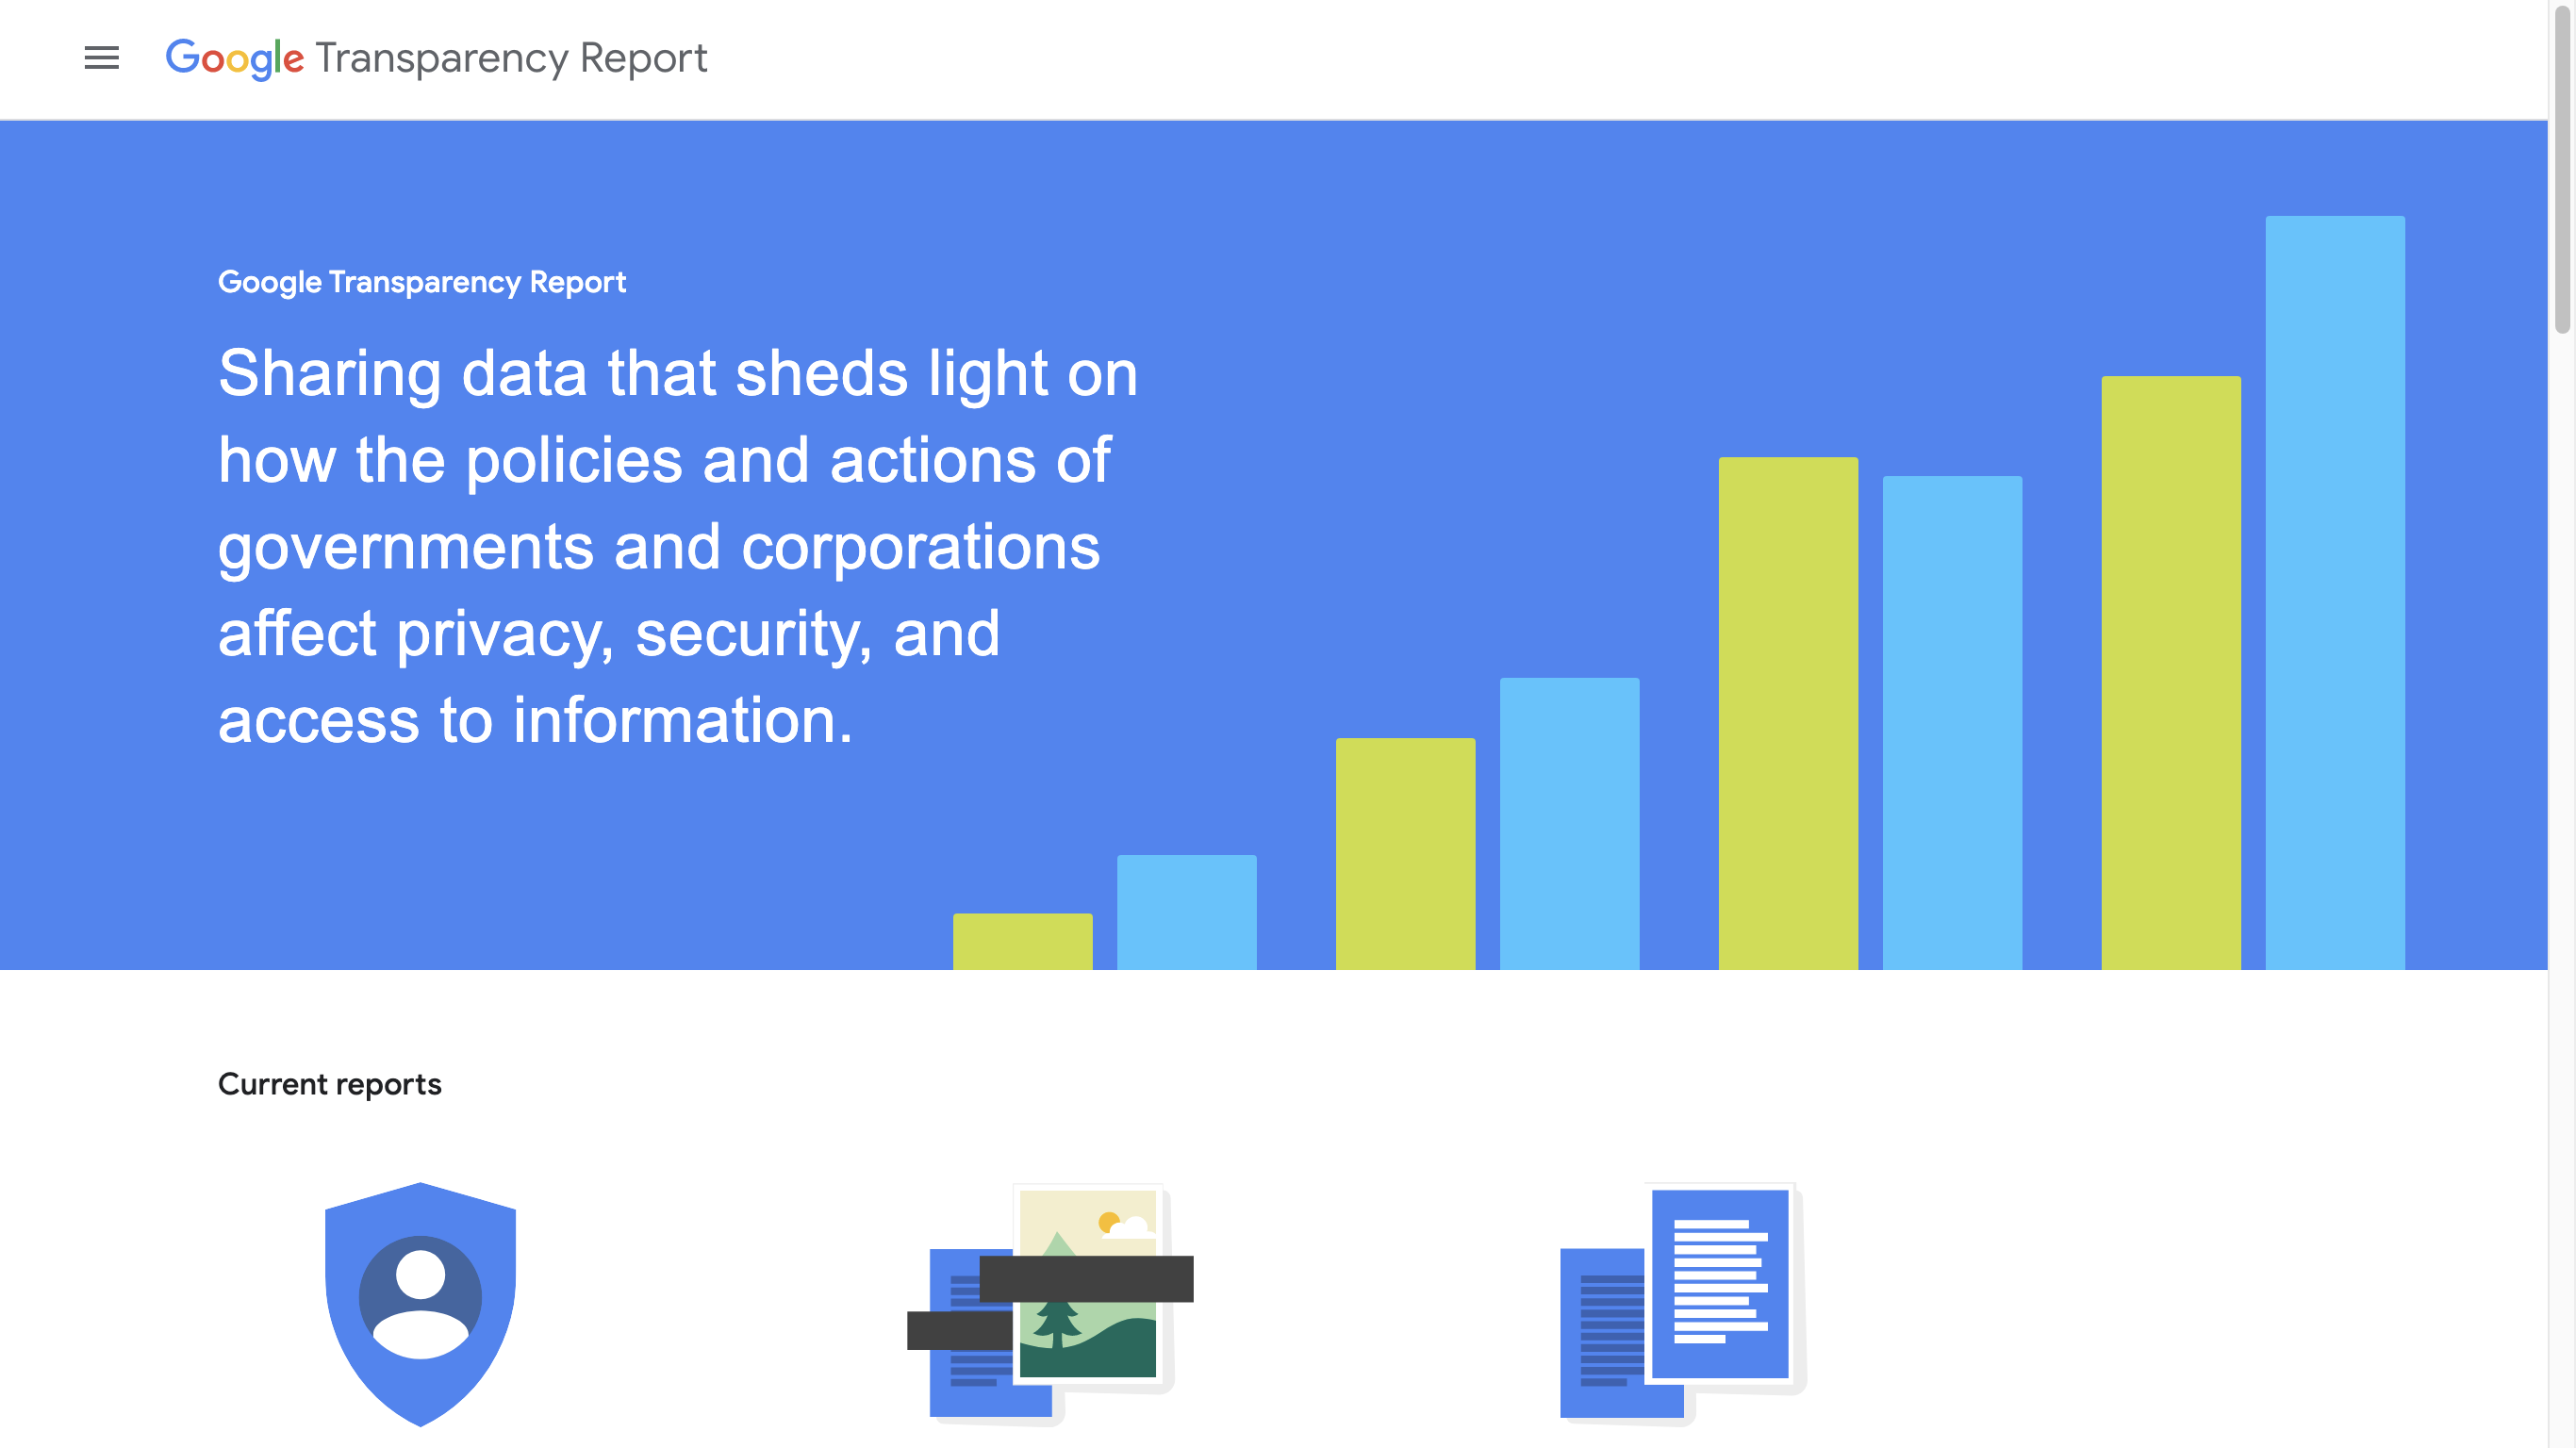 Google Transparency Report
Google Transparency Report
Sharing data that sheds light on
how the policies and actions of
governments and corporations
affect privacy, security, and
access to information.
Current reports